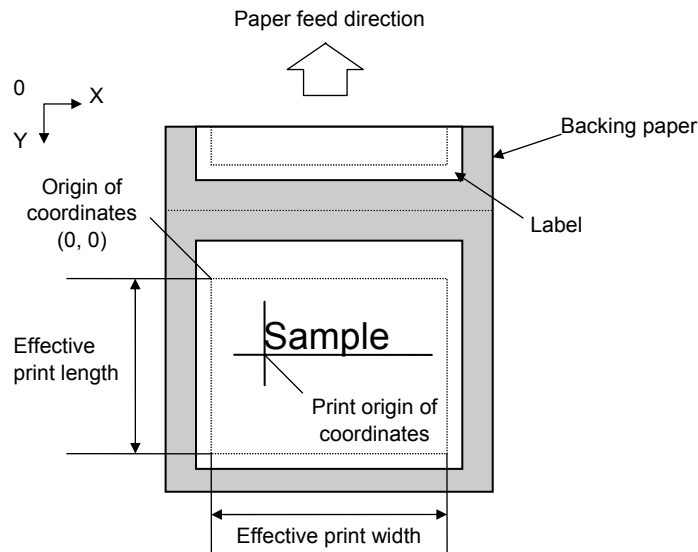 Paper feed direction
0
X
Y
Backing paper
Origin of
coordinates
(0, 0)
Label
Sample
Effective
print length
Print origin of
coordinates
Effective print width